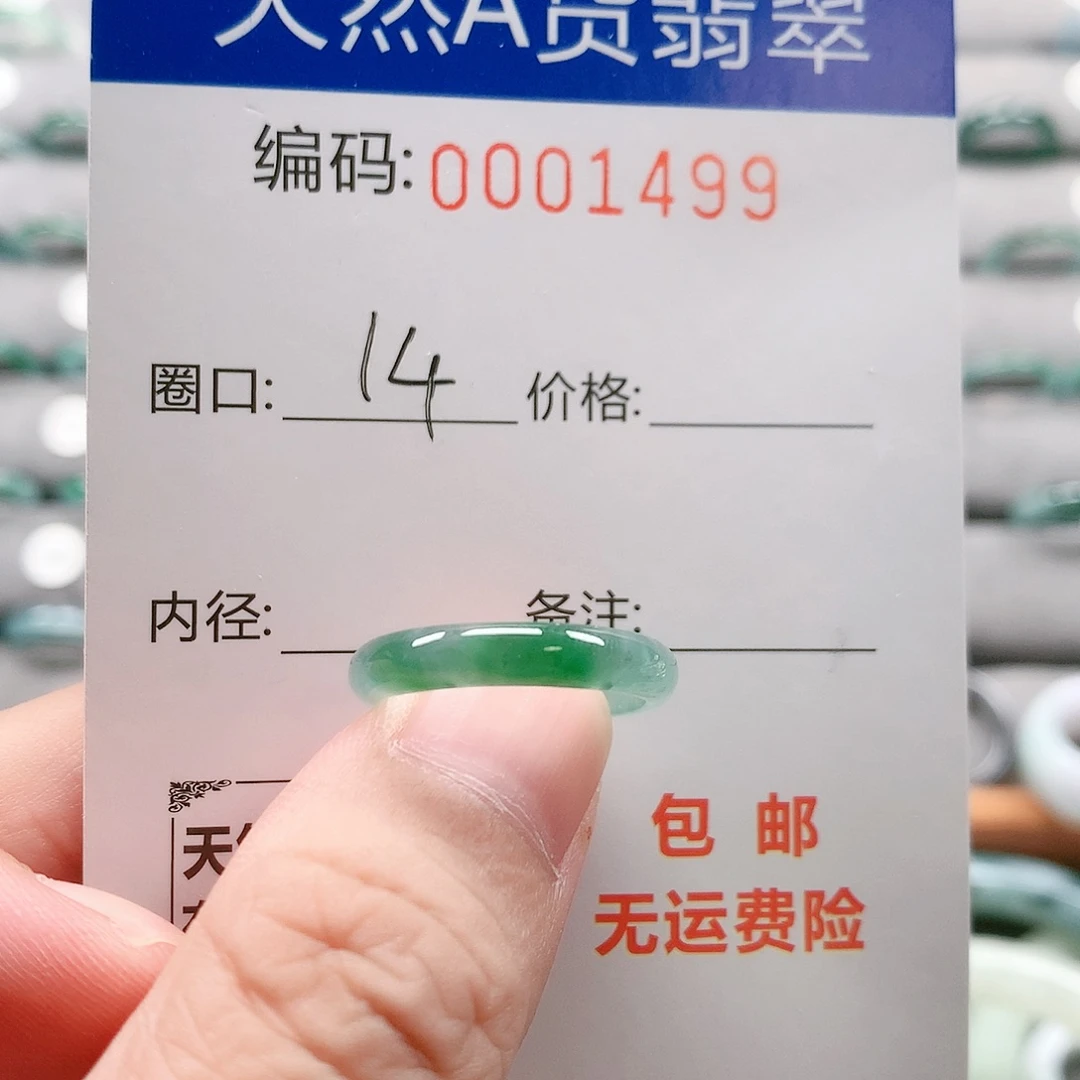 天然A货翡翠
编码:0001499
圈口: 14 价格:
内径: 备注:
包邮
无运费险